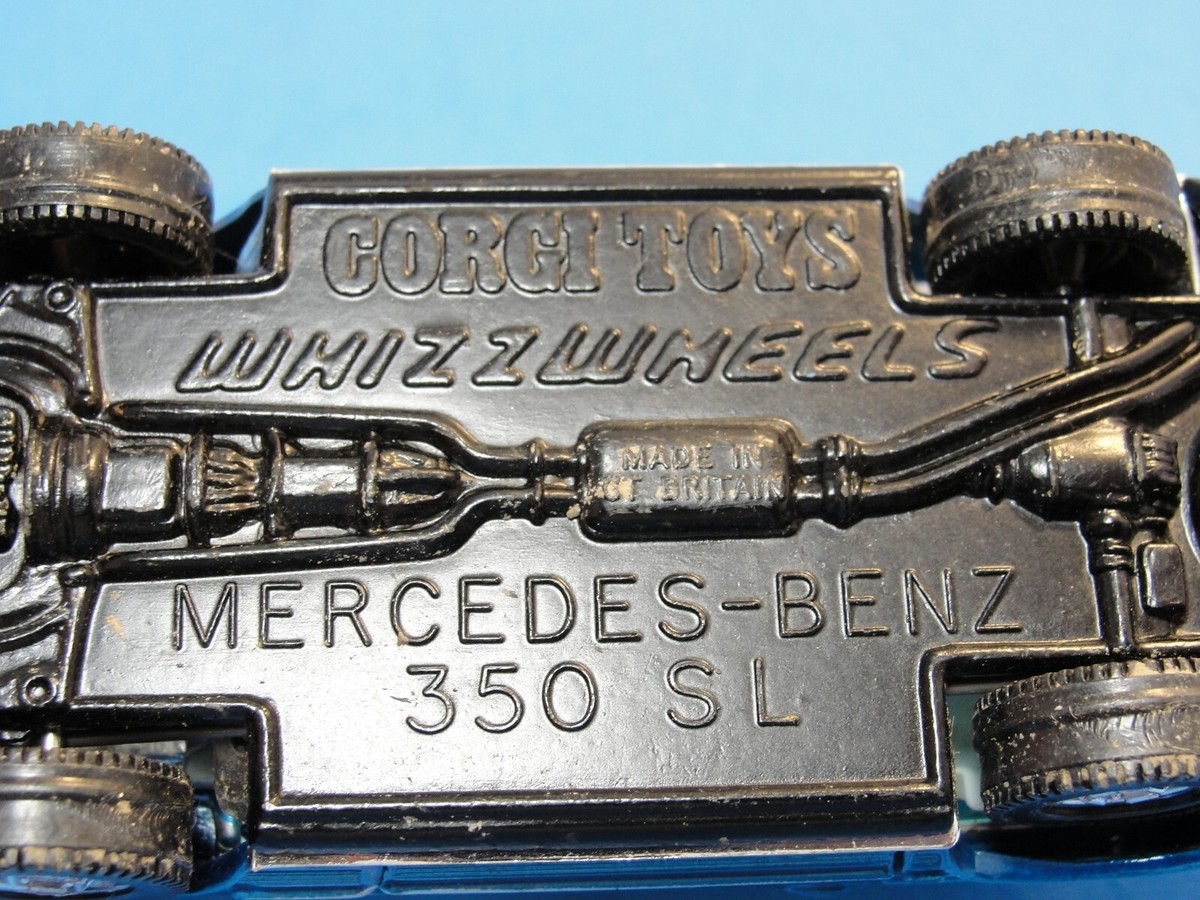 CORGI TOYS
WHIZZWHEELS
MADE IN
GT BRITAIN
MERCEDES-BENZ
350 SL